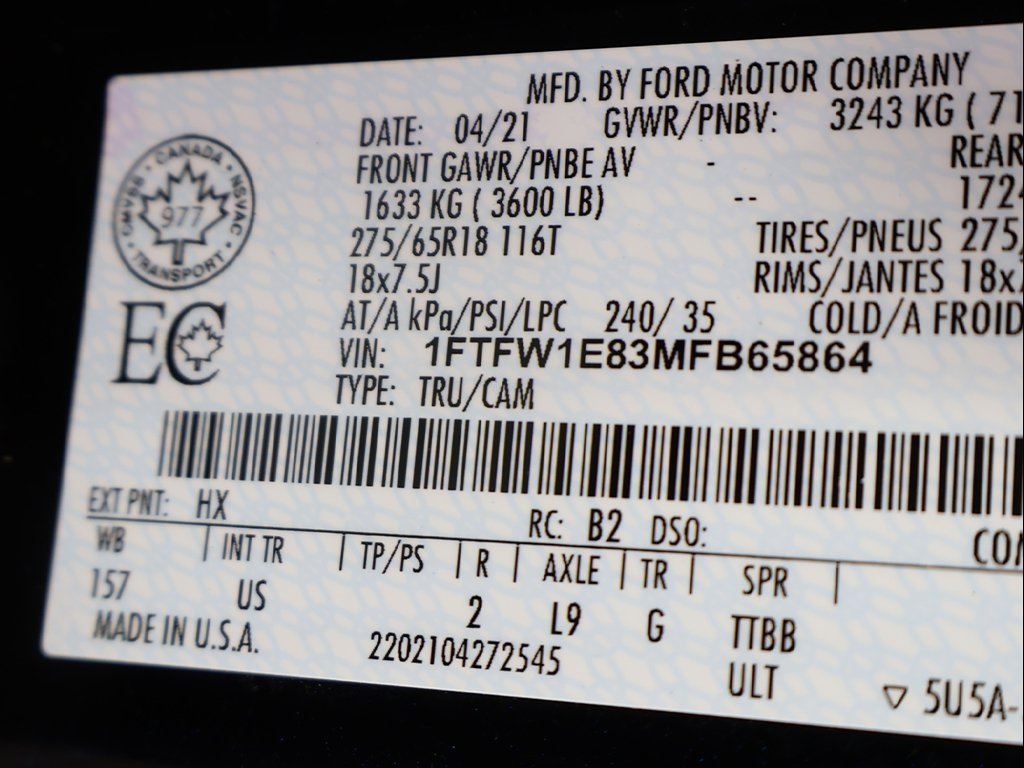 MFD. BY FORD MOTOR COMPANY
DATE: 04/21 GVWR/PNBV: 3243 KG ( 71
FRONT GAWR/PNBE AV - REAR
1633 KG ( 3600 LB) -- 1724
275/65R18 116T TIRES/PNEUS 275/
18x7.5J RIMS/JANTES 18x
AT/A kPa/PSI/LPC 240/ 35 COLD/A FROID
VIN: 1FTFW1E83MFB65864
TYPE: TRU/CAM
CANADA · NSVAC · TRANSPORT · CMVSS
977
EC
EXT PNT: HX RC: B2 DSO:
WB | INT TR | TP/PS | R | AXLE | TR | SPR |
157 US 2 L9 G TTBB
MADE IN U.S.A. 2202104272545 ULT ▽ 5U5A-